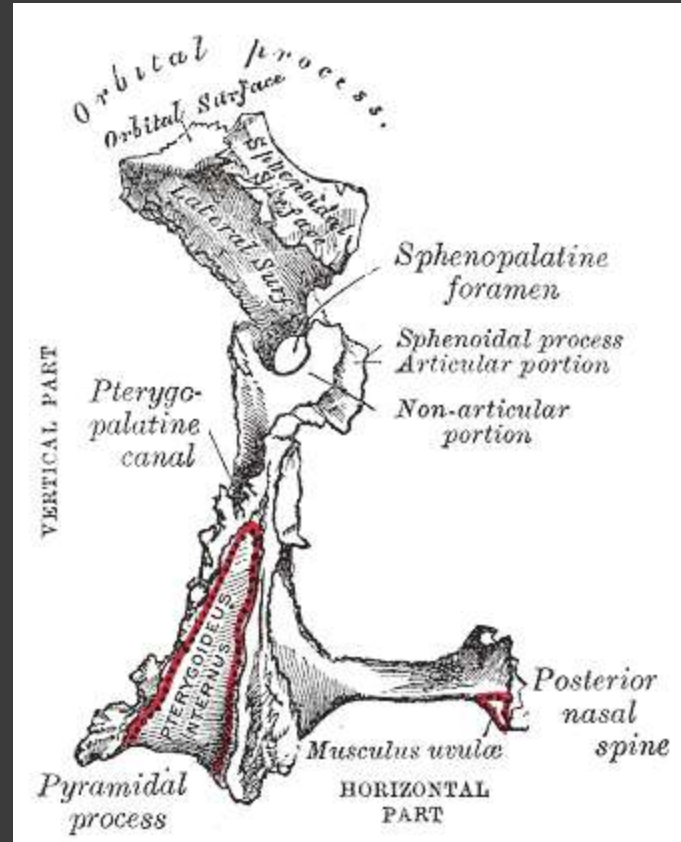 Orbital process.
Orbital Surface
Sphenoidal
Surface
Lateral Surf
Sphenopalatine
foramen
Sphenoidal process
Articular portion
Non-articular
portion
Pterygo-
palatine
canal
VERTICAL PART
PTERYGOIDEUS
INTERNUS
Posterior
nasal
spine
Musculus uvulæ
HORIZONTAL
PART
Pyramidal
process